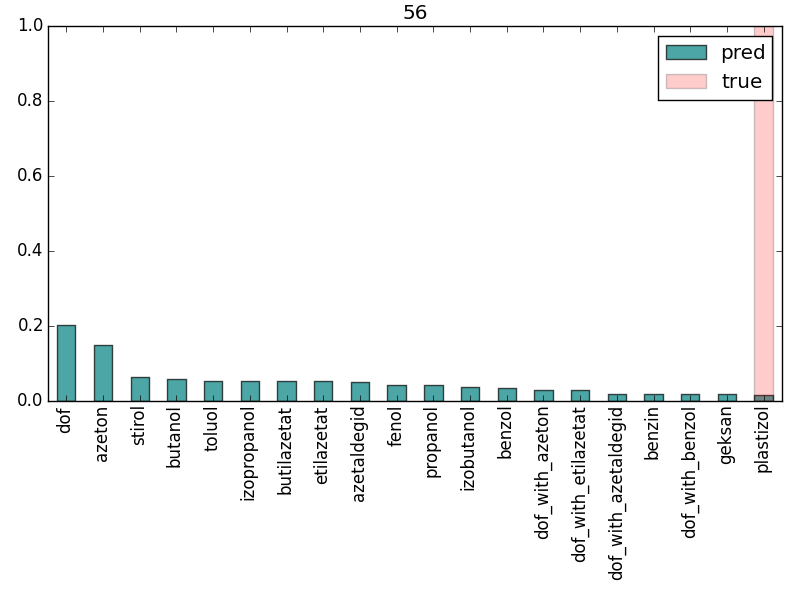 56
1.0
0.8
0.6
0.4
0.2
0.0
pred
true
dof
azeton
stirol
butanol
toluol
izopropanol
butilazetat
etilazetat
azetaldegid
fenol
propanol
izobutanol
benzol
dof_with_azeton
dof_with_etilazetat
dof_with_azetaldegid
benzin
dof_with_benzol
geksan
plastizol